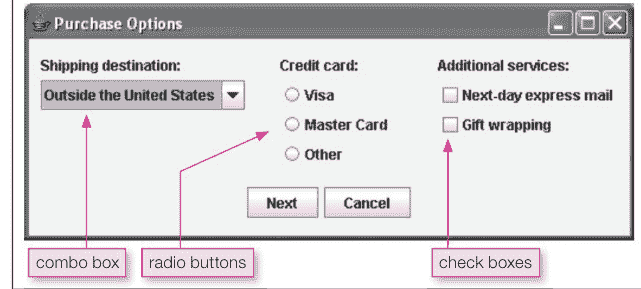 Purchase Options
Shipping destination:
Outside the United States
Credit card:
Visa
Master Card
Other
Additional services:
Next-day express mail
Gift wrapping
Next
Cancel
combo box
radio buttons
check boxes